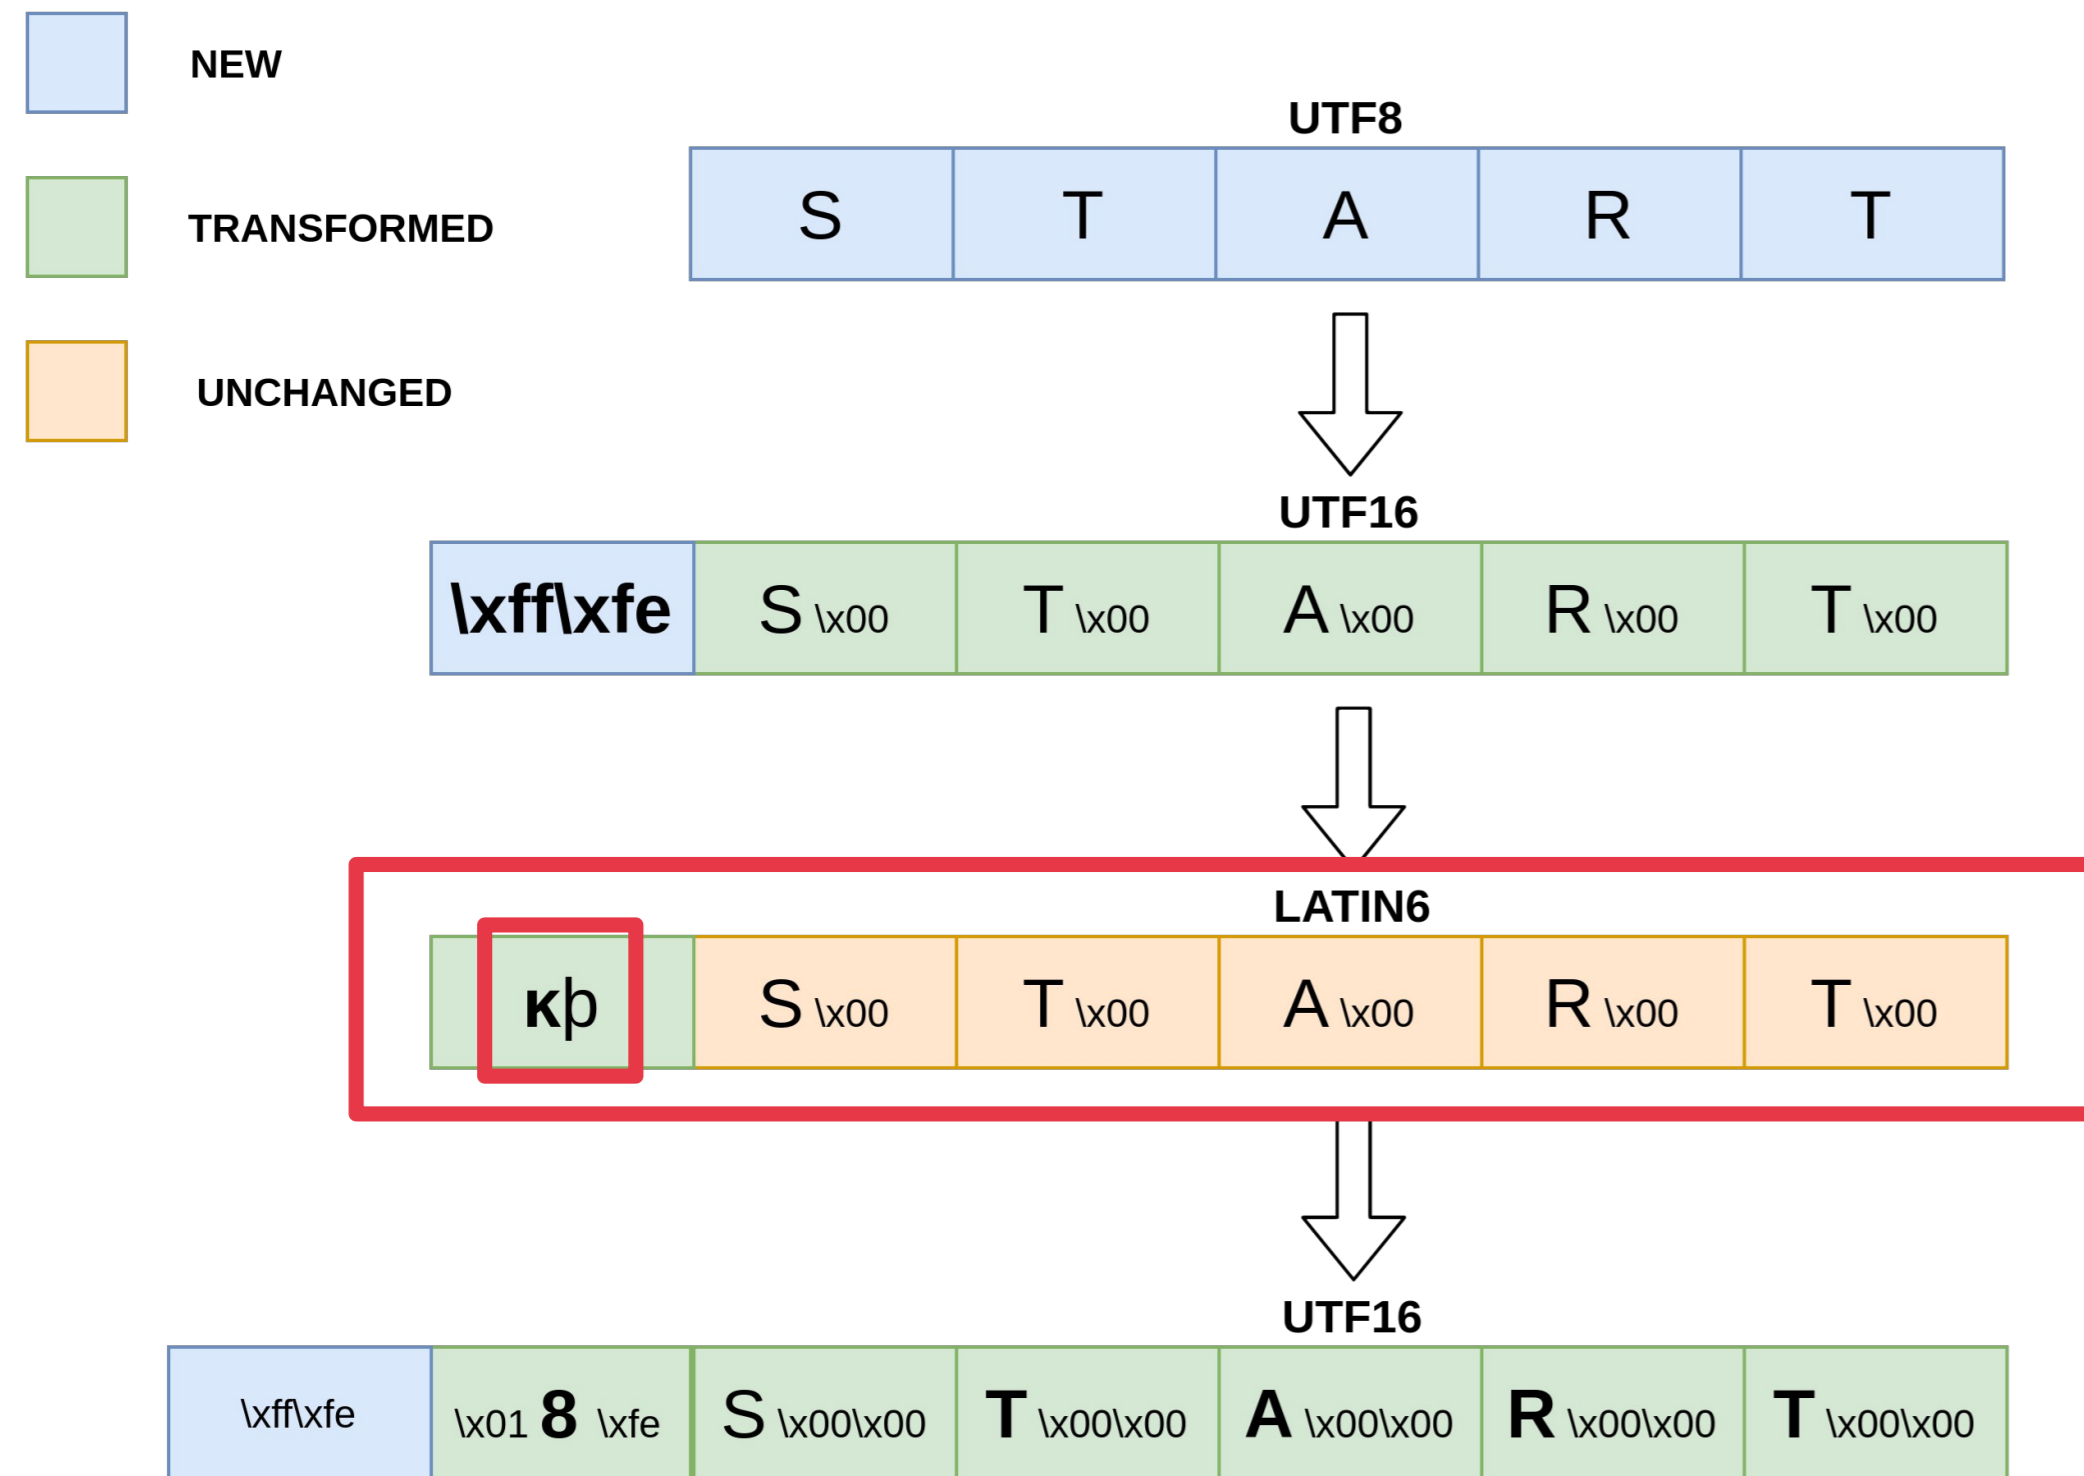 NEW
TRANSFORMED
UNCHANGED
UTF8
S T A R T
UTF16
\xff\xfe S \x00 T \x00 A \x00 R \x00 T \x00
LATIN6
ĸþ S \x00 T \x00 A \x00 R \x00 T \x00
UTF16
\xff\xfe \x01 8 \xfe S \x00\x00 T \x00\x00 A \x00\x00 R \x00\x00 T \x00\x00